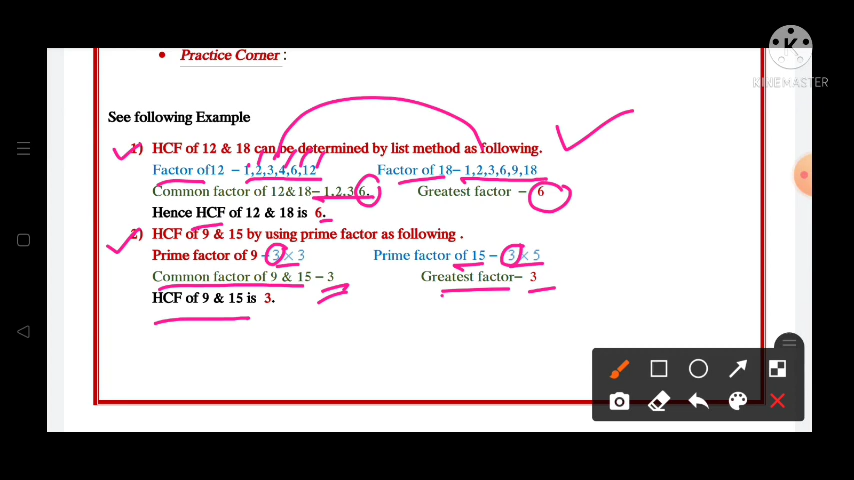 Practice Corner :
KINEMASTER
See following Example
1) HCF of 12 & 18 can be determined by list method as following.
Factor of12 – 1,2,3,4,6,12 Factor of 18– 1,2,3,6,9,18
Common factor of 12&18– 1,2,3,6. Greatest factor – 6
Hence HCF of 12 & 18 is 6.
2) HCF of 9 & 15 by using prime factor as following .
Prime factor of 9 – 3 × 3 Prime factor of 15 – 3 × 5
Common factor of 9 & 15 – 3 Greatest factor– 3
HCF of 9 & 15 is 3.